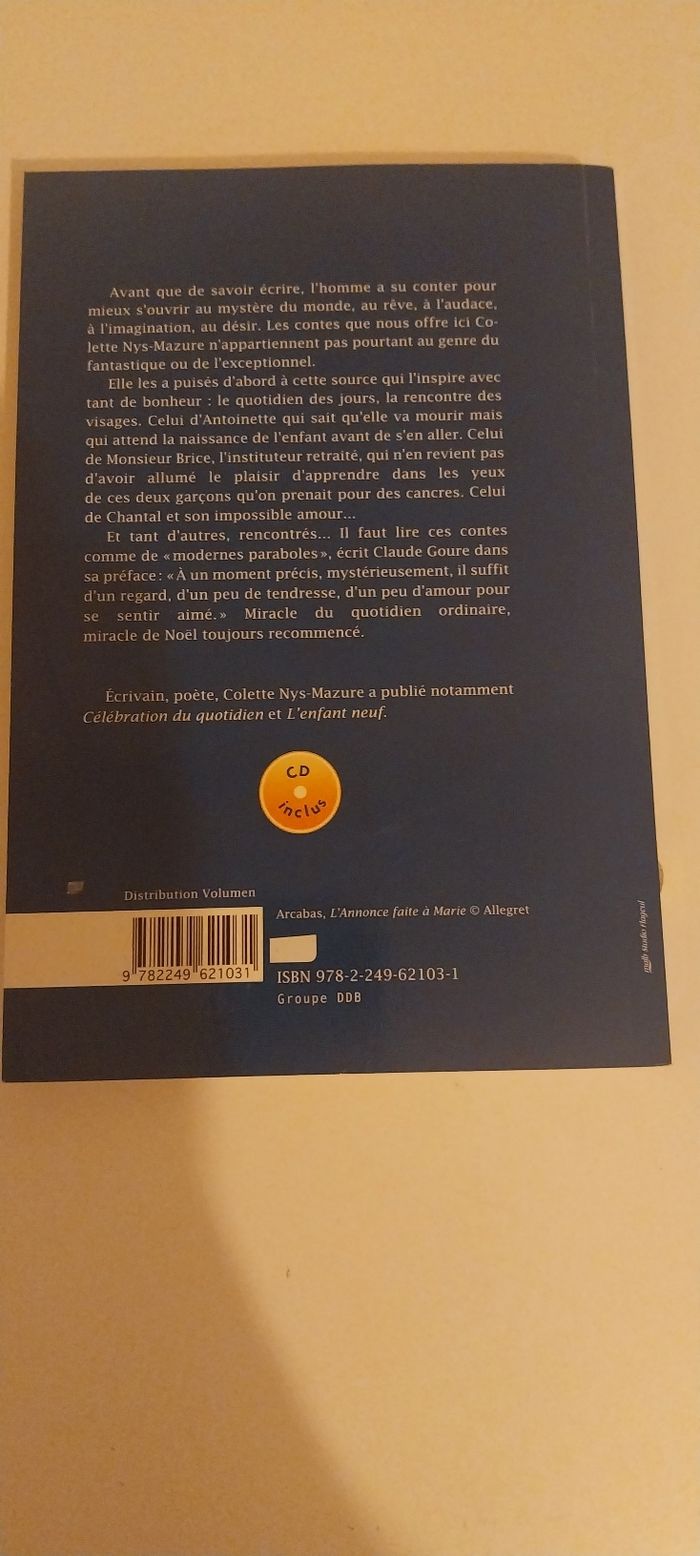 Avant que de savoir écrire, l'homme a su conter pour
mieux s'ouvrir au mystère du monde, au rêve, à l'audace,
à l'imagination, au désir. Les contes que nous offre ici Co-
lette Nys-Mazure n'appartiennent pas pourtant au genre du
fantastique ou de l'exceptionnel.
Elle les a puisés d'abord à cette source qui l'inspire avec
tant de bonheur : le quotidien des jours, la rencontre des
visages. Celui d'Antoinette qui sait qu'elle va mourir mais
qui attend la naissance de l'enfant avant de s'en aller. Celui
de Monsieur Brice, l'instituteur retraité, qui n'en revient pas
d'avoir allumé le plaisir d'apprendre dans les yeux
de ces deux garçons qu'on prenait pour des cancres. Celui
de Chantal et son impossible amour...
Et tant d'autres, rencontrés... Il faut lire ces contes
comme de « modernes paraboles », écrit Claude Goure dans
sa préface : « À un moment précis, mystérieusement, il suffit
d'un regard, d'un peu de tendresse, d'un peu d'amour pour
se sentir aimé. » Miracle du quotidien ordinaire,
miracle de Noël toujours recommencé.
Écrivain, poète, Colette Nys-Mazure a publié notamment
Célébration du quotidien et L'enfant neuf.
CD
inclus
Distribution Volumen
Arcabas, L'Annonce faite à Marie © Allegret
9 782249 621031
ISBN 978-2-249-62103-1
Groupe DDB
studio